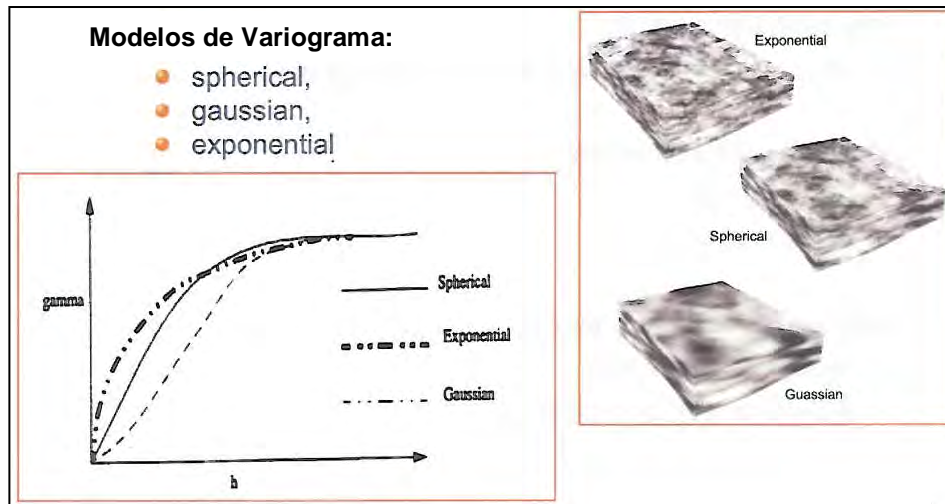 Modelos de Variograma:
spherical,
gaussian,
exponential
gamma
h
Spherical
Exponential
Gaussian
Exponential
Spherical
Guassian